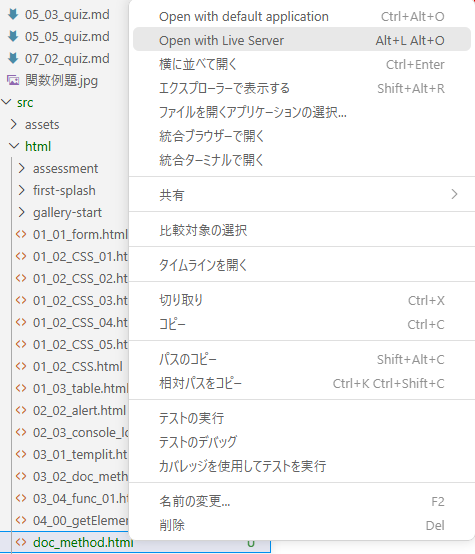 05_03_quiz.md
05_05_quiz.md
07_02_quiz.md
関数例題.jpg
src
assets
html
assessment
first-splash
gallery-start
01_01_form.html
01_02_CSS_01.ht
01_02_CSS_02.ht
01_02_CSS_03.ht
01_02_CSS_04.ht
01_02_CSS_05.ht
01_02_CSS.html
01_03_table.html
02_02_alert.html
02_03_console_lo
03_01_templit.ht
03_02_doc_meth
03_04_func_01.ht
04_00_getElemen
doc_method.html U
Open with default application Ctrl+Alt+O
Open with Live Server Alt+L Alt+O
横に並べて開く Ctrl+Enter
エクスプローラーで表示する Shift+Alt+R
ファイルを開くアプリケーションの選択...
統合ブラウザーで開く
統合ターミナルで開く
共有
比較対象の選択
タイムラインを開く
切り取り Ctrl+X
コピー Ctrl+C
パスのコピー Shift+Alt+C
相対パスをコピー Ctrl+K Ctrl+Shift+C
テストの実行
テストのデバッグ
カバレッジを使用してテストを実行
名前の変更... F2
削除 Del